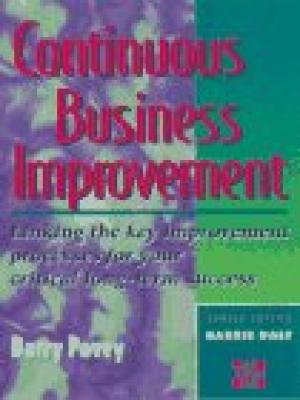 Continuous
Business
Improvement
Linking the key improvement
processes for your
critical long-term success
Barry Povey
SERIES EDITOR
BARRIE DALE